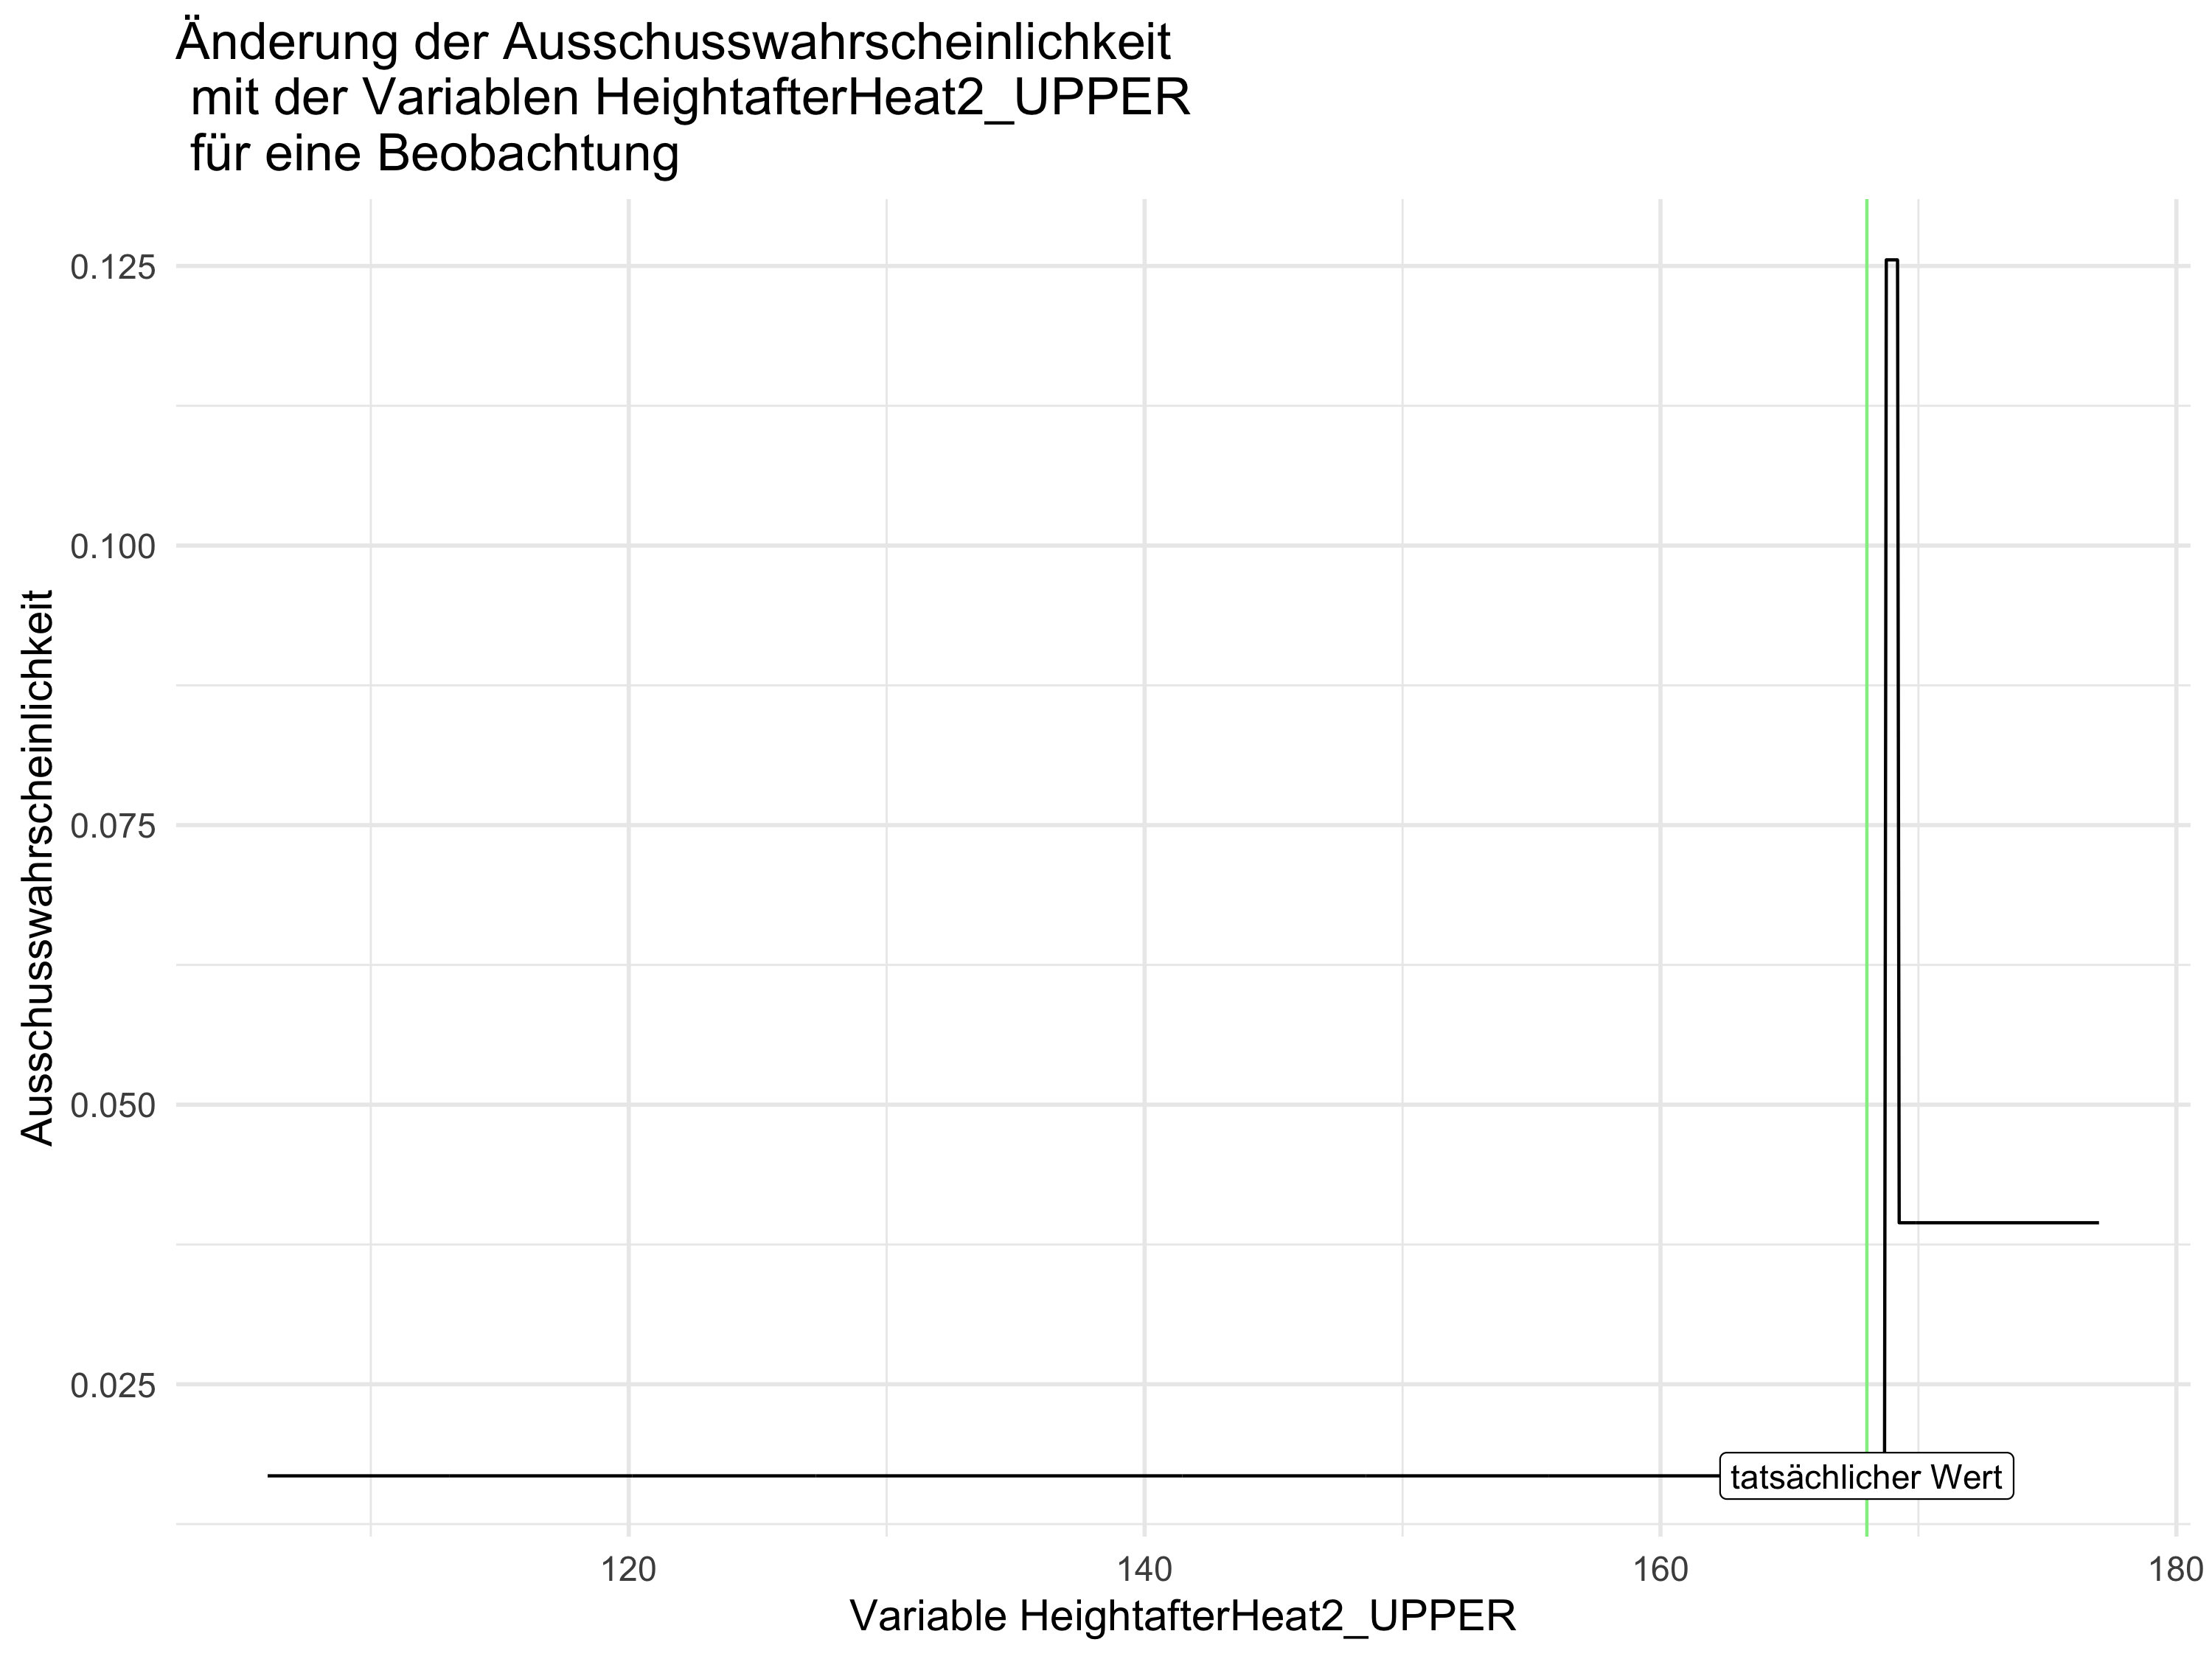 Änderung der Ausschusswahrscheinlichkeit
mit der Variablen HeightafterHeat2_UPPER
für eine Beobachtung
Ausschusswahrscheinlichkeit
0.125
0.100
0.075
0.050
0.025
tatsächlicher Wert
120
140
160
180
Variable HeightafterHeat2_UPPER